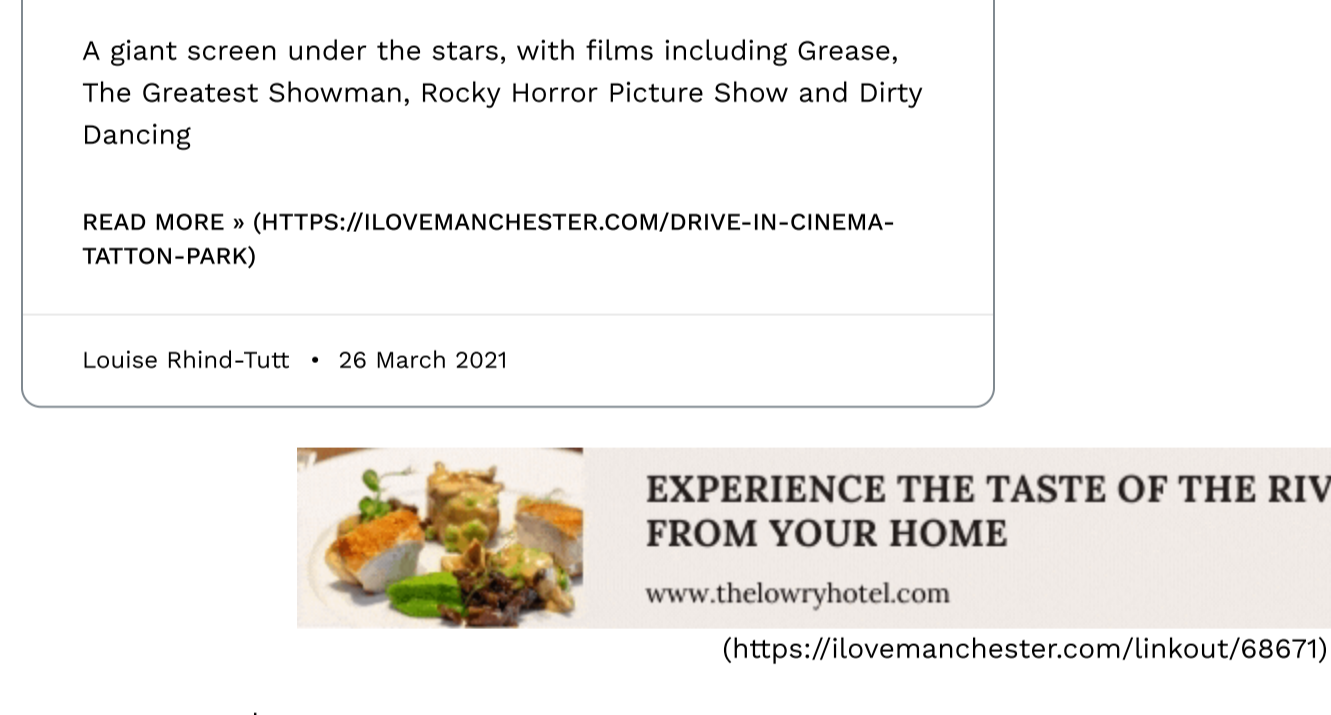 A giant screen under the stars, with films including Grease,
The Greatest Showman, Rocky Horror Picture Show and Dirty
Dancing
READ MORE » (HTTPS://ILOVEMANCHESTER.COM/DRIVE-IN-CINEMA-
TATTON-PARK)
Louise Rhind-Tutt • 26 March 2021
EXPERIENCE THE TASTE OF THE RIV
FROM YOUR HOME
www.thelowryhotel.com
(https://ilovemanchester.com/linkout/68671)